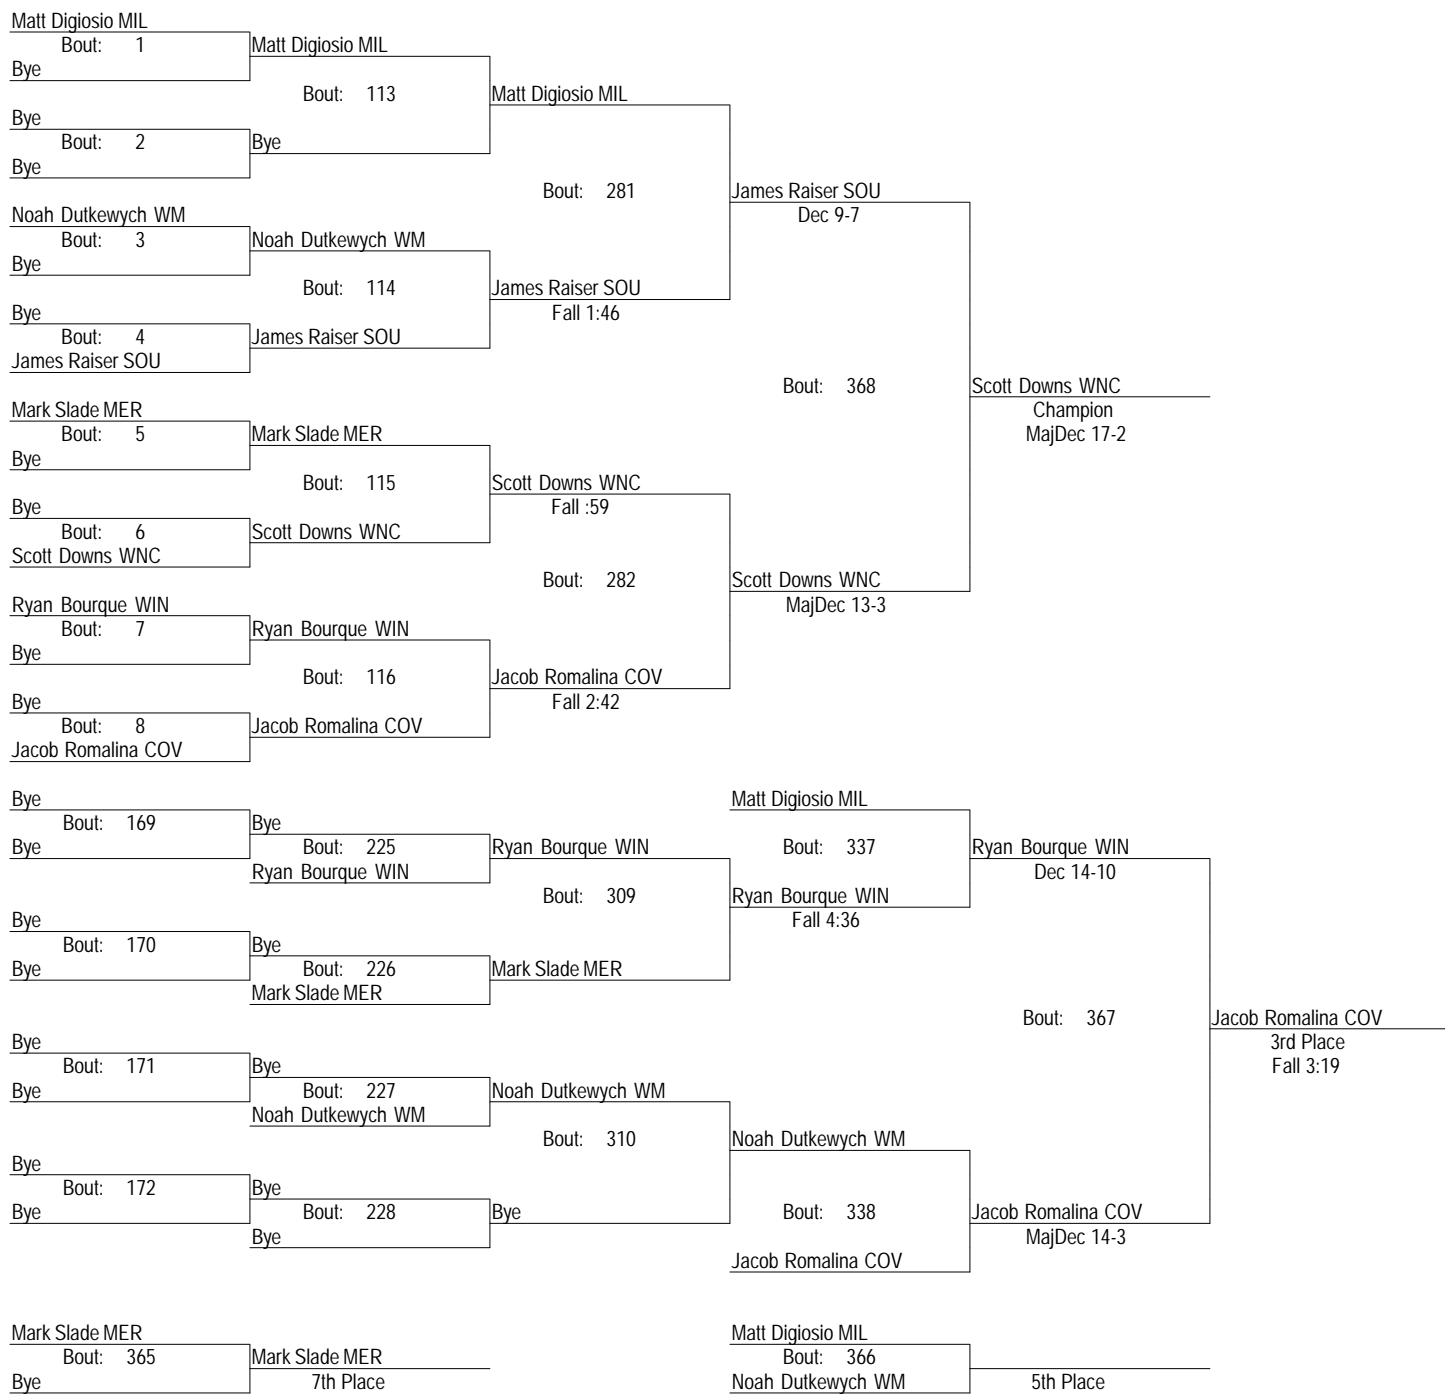 Matt Digiosio MIL
Bout: 1
Matt Digiosio MIL
Bye
Bout: 113
Matt Digiosio MIL
Bye
Bout: 2
Bye
Bye
Bout: 281
James Raiser SOU
Dec 9-7
Noah Dutkewych WM
Bout: 3
Noah Dutkewych WM
Bye
Bout: 114
James Raiser SOU
Fall 1:46
Bye
Bout: 4
James Raiser SOU
James Raiser SOU
Bout: 368
Scott Downs WNC
Champion
MajDec 17-2
Mark Slade MER
Bout: 5
Mark Slade MER
Bye
Bout: 115
Scott Downs WNC
Fall :59
Bye
Bout: 6
Scott Downs WNC
Scott Downs WNC
Bout: 282
Scott Downs WNC
MajDec 13-3
Ryan Bourque WIN
Bout: 7
Ryan Bourque WIN
Bye
Bout: 116
Jacob Romalina COV
Fall 2:42
Bye
Bout: 8
Jacob Romalina COV
Jacob Romalina COV
Bye
Bout: 169
Bye
Bye
Bout: 225
Ryan Bourque WIN
Ryan Bourque WIN
Bout: 309
Ryan Bourque WIN
Fall 4:36
Matt Digiosio MIL
Bout: 337
Ryan Bourque WIN
Dec 14-10
Bye
Bout: 170
Bye
Bye
Bout: 226
Mark Slade MER
Mark Slade MER
Bout: 367
Jacob Romalina COV
3rd Place
Fall 3:19
Bye
Bout: 171
Bye
Bye
Bout: 227
Noah Dutkewych WM
Noah Dutkewych WM
Bout: 310
Noah Dutkewych WM
Bye
Bout: 172
Bye
Bye
Bout: 228
Bye
Bye
Bout: 338
Jacob Romalina COV
MajDec 14-3
Jacob Romalina COV
Mark Slade MER
Bout: 365
Mark Slade MER
Bye
7th Place
Matt Digiosio MIL
Bout: 366
Noah Dutkewych WM
5th Place